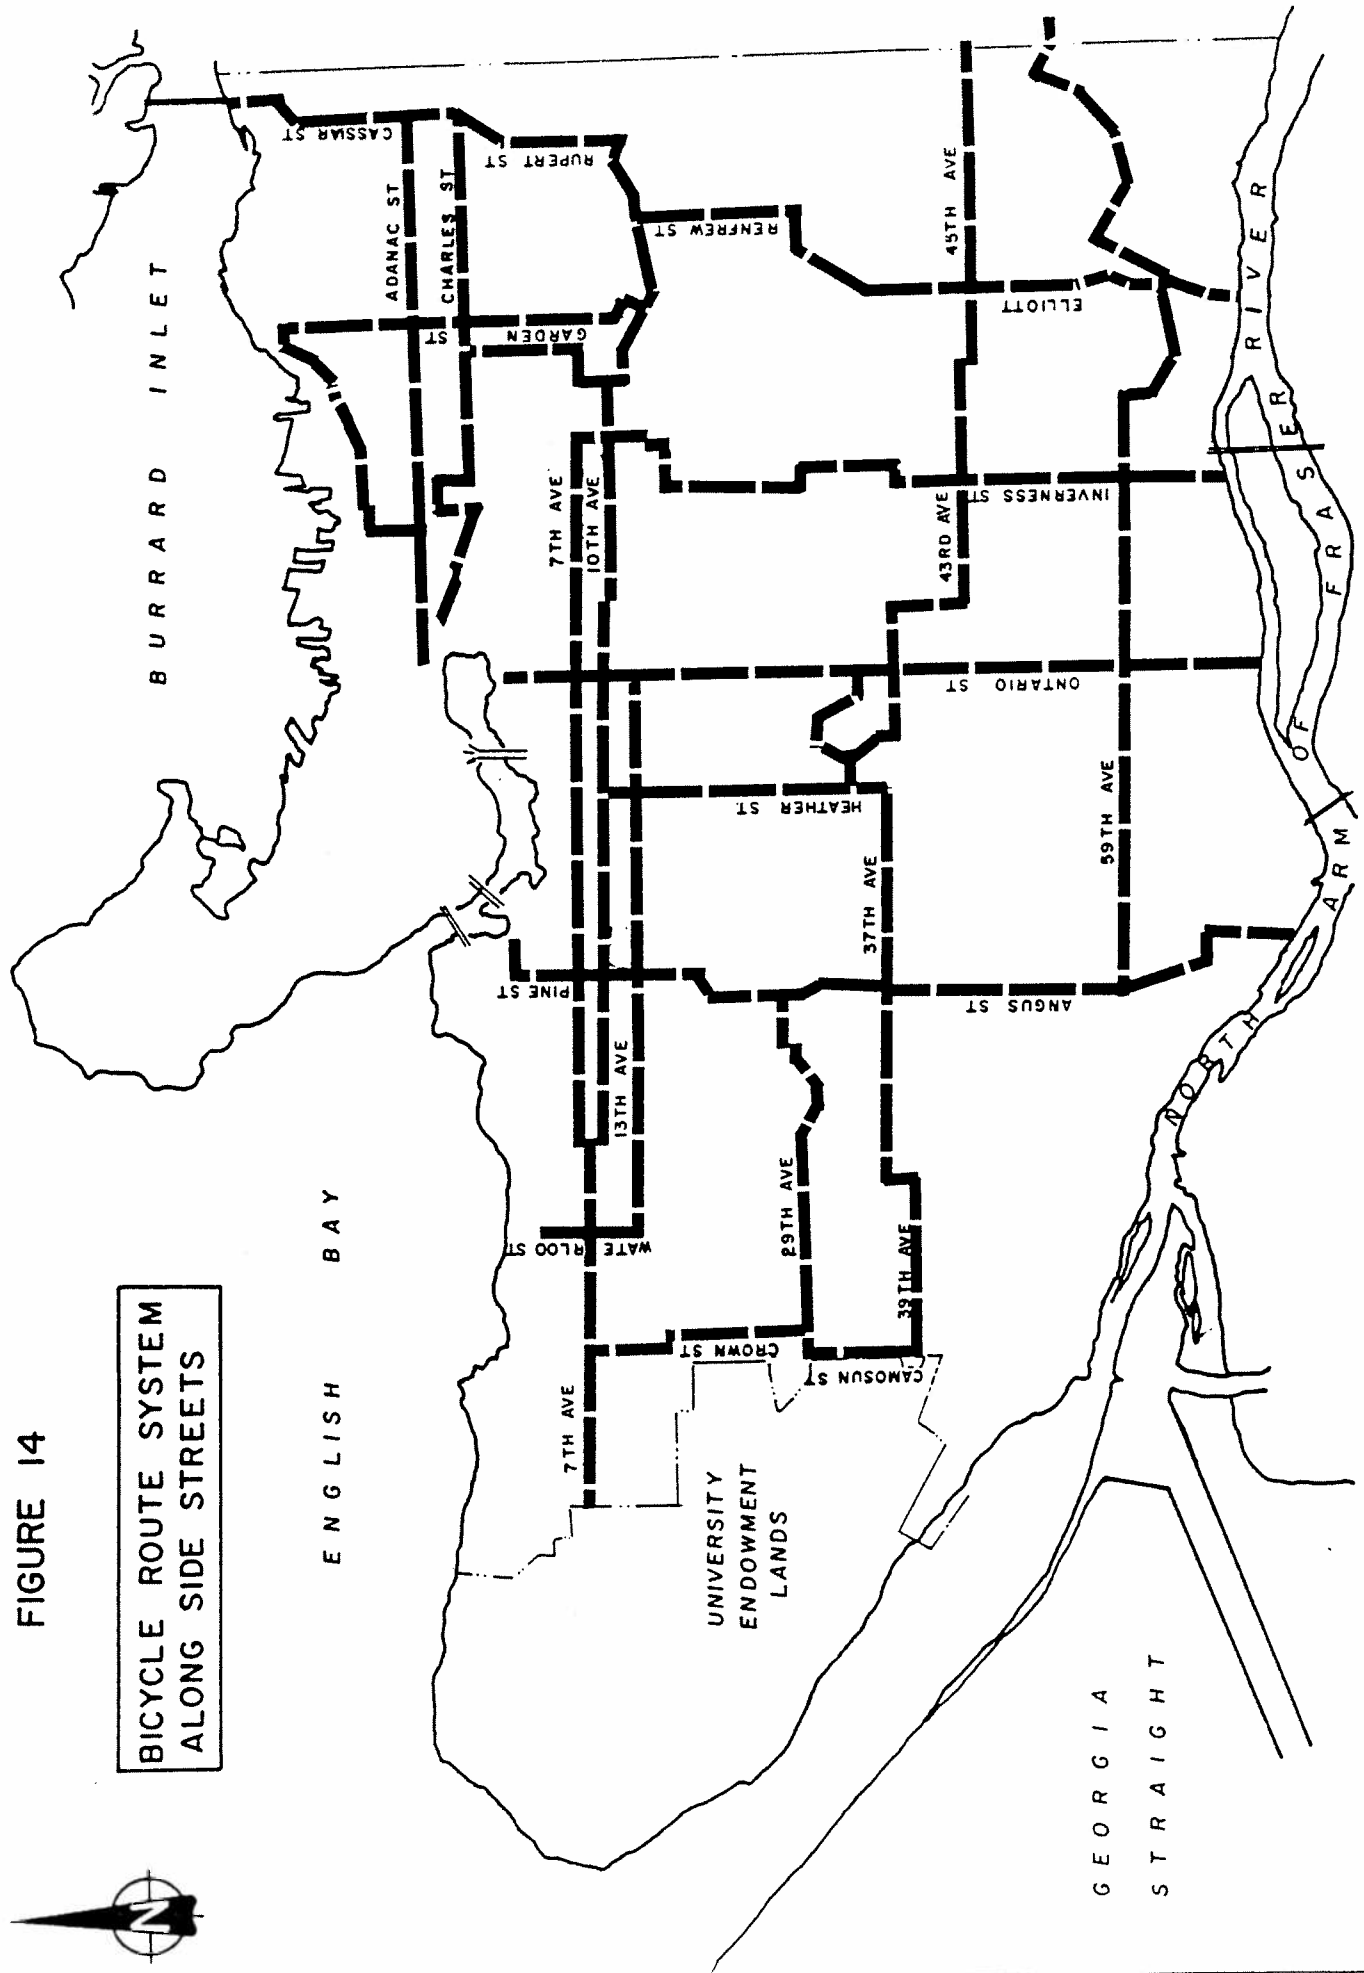 FIGURE 14
BICYCLE ROUTE SYSTEM
ALONG SIDE STREETS
N
BURRARD INLET
ENGLISH BAY
GEORGIA
STRAIGHT
UNIVERSITY
ENDOWMENT
LANDS
NORTH ARM OF FRASER RIVER
CASSIAR ST
ADANAC ST
CHARLES ST
RUPERT ST
RENFREW ST
GARDEN ST
45TH AVE
ELLIOTT
7TH AVE
10TH AVE
43RD AVE
INVERNESS ST
ONTARIO ST
HEATHER ST.
59TH AVE
37TH AVE
PINE ST
ANGUS ST
13TH AVE
29TH AVE
39TH AVE
WATERLOO ST.
CROWN ST
CAMOSUN ST
7TH AVE